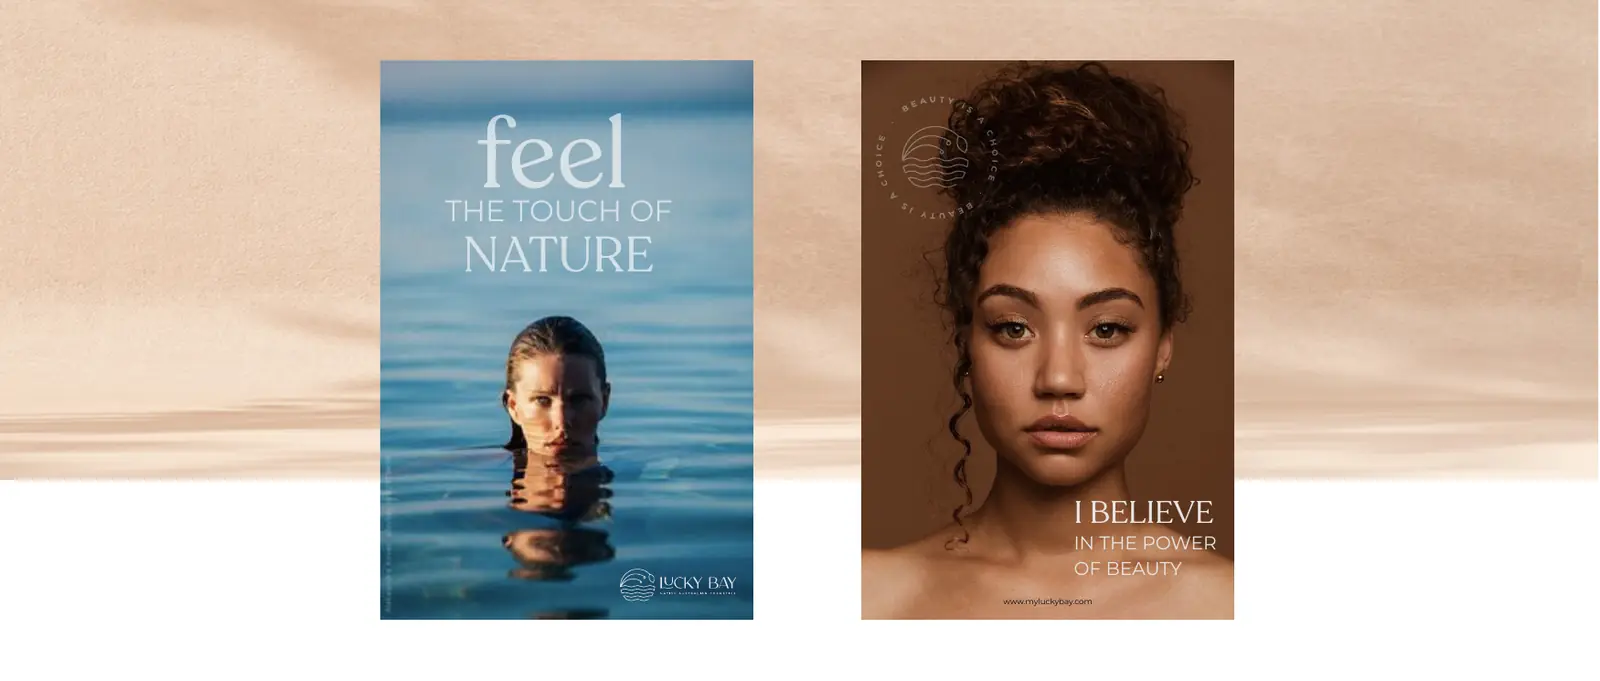 feel
THE TOUCH OF
NATURE
LUCKY BAY
BEAUTY IS A CHOICE · BEAUTY IS A CHOICE ·
I BELIEVE
IN THE POWER
OF BEAUTY
www.myluckybay.com